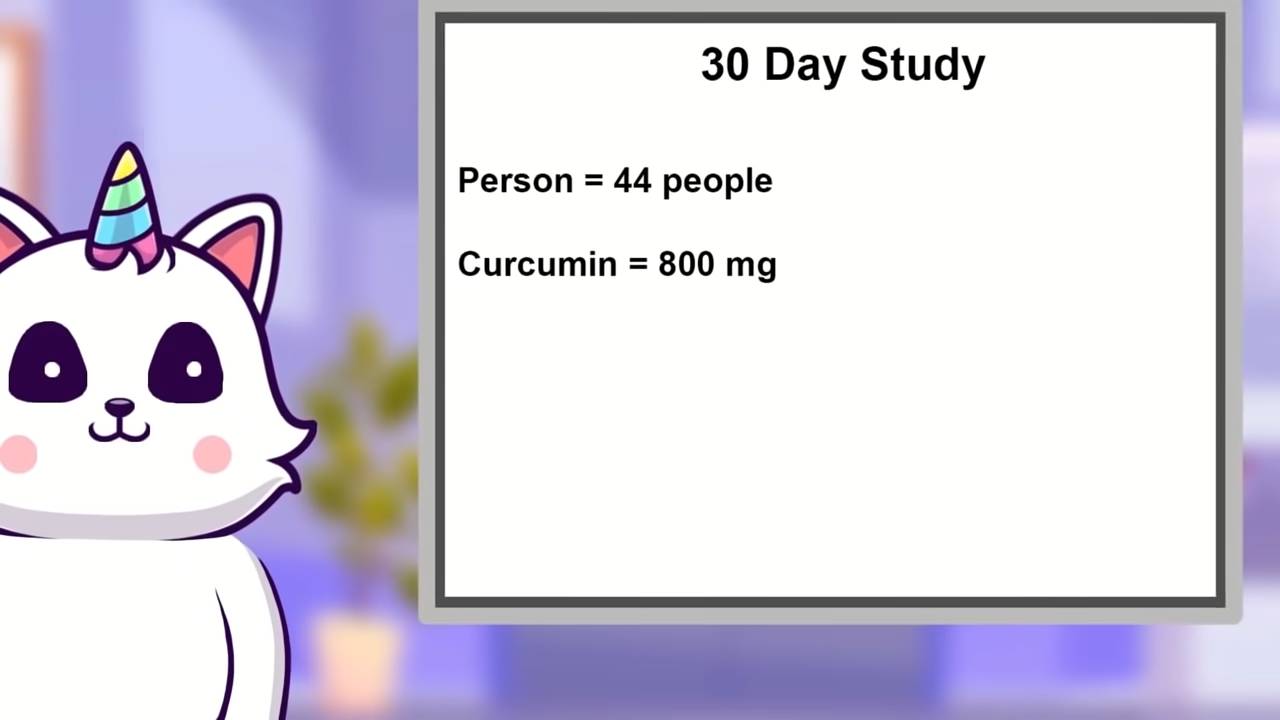 30 Day Study
Person = 44 people
Curcumin = 800 mg